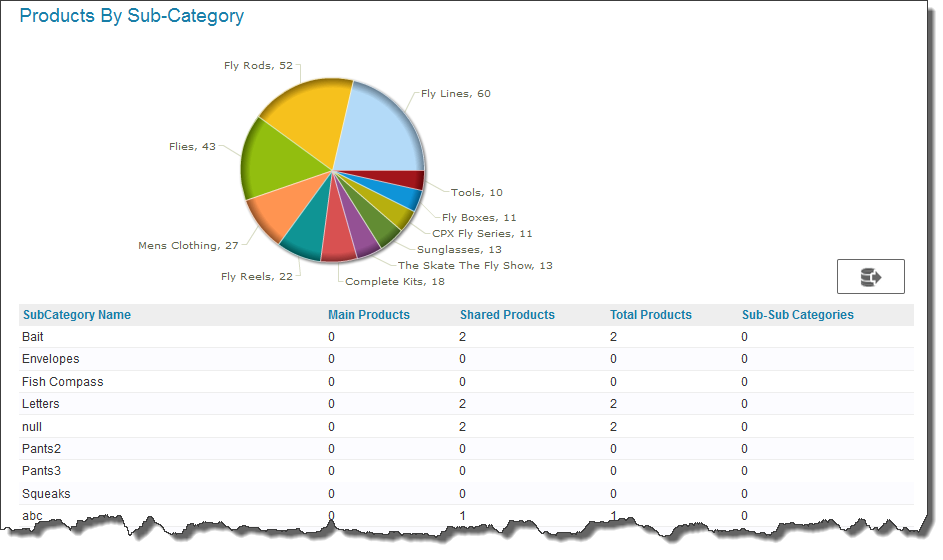 Products By Sub-Category
Fly Rods, 52
Fly Lines, 60
Flies, 43
Tools, 10
Fly Boxes, 11
CPX Fly Series, 11
Mens Clothing, 27
Sunglasses, 13
The Skate The Fly Show, 13
Fly Reels, 22
Complete Kits, 18
SubCategory Name Main Products Shared Products Total Products Sub-Sub Categories
Bait 0 2 2 0
Envelopes 0 0 0 0
Fish Compass 0 0 0 0
Letters 0 2 2 0
null 0 2 2 0
Pants2 0 0 0 0
Pants3 0 0 0 0
Squeaks 0 0 0 0
abc 0 1 1 0